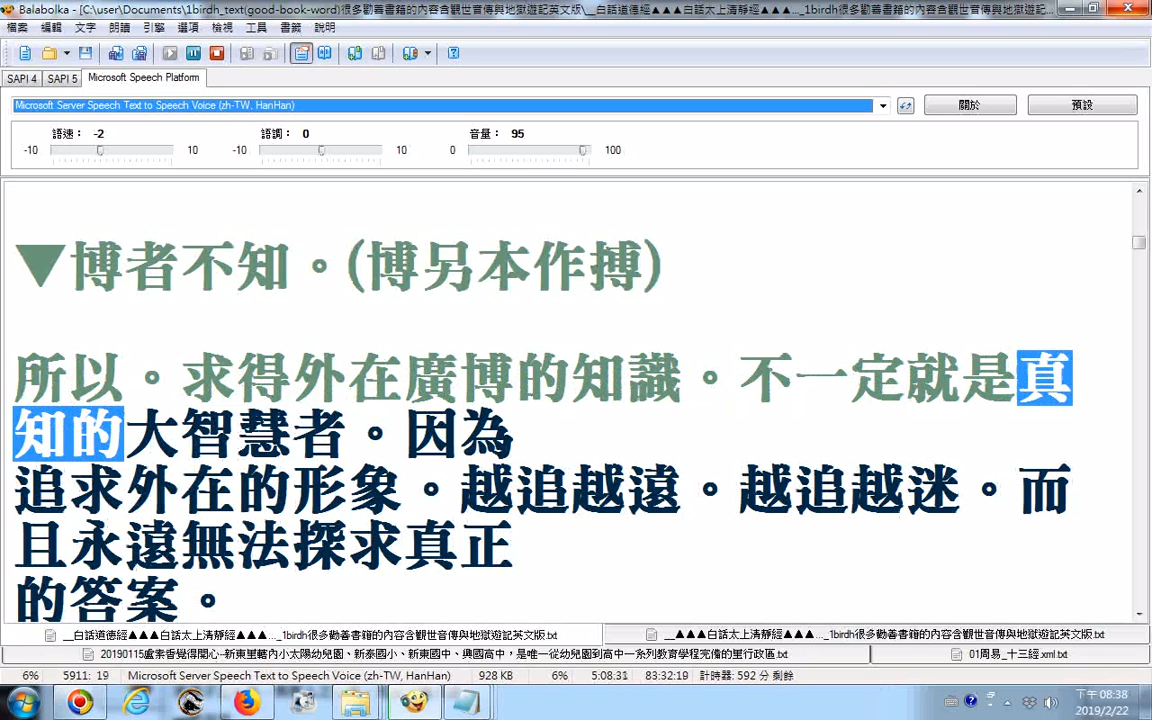 Balabolka - [C:\user\Documents\1birdh_text(good-book-word)很多勸善書籍的內容含觀世音傳與地獄遊記英文版\__白話道德經▲▲▲白話太上清靜經▲▲▲..._1birdh很多勸善書籍的內容含觀世音傳與地獄遊記...
檔案 編輯 文字 朗讀 引擎 選項 檢視 工具 書籤 說明
SAPI 4 SAPI 5 Microsoft Speech Platform
Microsoft Server Speech Text to Speech Voice (zh-TW, HanHan) 關於 預設
語速： -2 語調： 0 音量： 95
-10 10 -10 10 0 100
▼博者不知。(博另本作摶)
所以。求得外在廣博的知識。不一定就是真
知的大智慧者。因為
追求外在的形象。越追越遠。越追越迷。而
且永遠無法探求真正
的答案。
__白話道德經▲▲▲白話太上清靜經▲▲▲..._1birdh很多勸善書籍的內容含觀世音傳與地獄遊記英文版.txt __▲▲▲白話太上清靜經▲▲▲..._1birdh很多勸善書籍的內容含觀世音傳與地獄遊記英文版.txt
20190115盧素香覺得開心--新東里轄內小太陽幼兒園、新泰國小、新東國中、興國高中，是唯一從幼兒園到高中一系列教育學程完備的里行政區.txt 01周易_十三經.xml.txt
6% 5911: 19 Microsoft Server Speech Text to Speech Voice (zh-TW, HanHan) 928 KB 6% 5:08:31 83:32:19 計時器: 592 分 剩餘
下午 08:38
2019/2/22